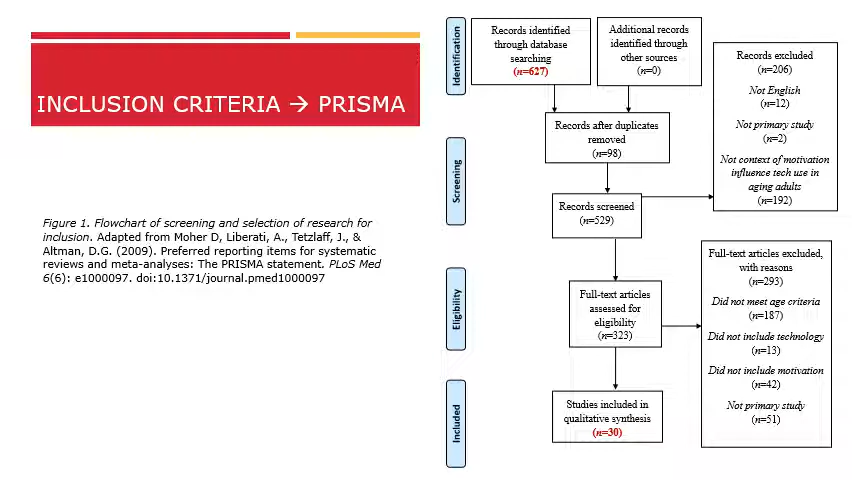 INCLUSION CRITERIA → PRISMA
Figure 1. Flowchart of screening and selection of research for
inclusion. Adapted from Moher D, Liberati, A., Tetzlaff, J., &
Altman, D.G. (2009). Preferred reporting items for systematic
reviews and meta-analyses: The PRISMA statement. PLoS Med
6(6): e1000097. doi:10.1371/journal.pmed1000097
Identification
Records identified
through database
searching
(n=627)
Additional records
identified through
other sources
(n=0)
Records after duplicates
removed
(n=98)
Screening
Records screened
(n=529)
Records excluded
(n=206)
Not English
(n=12)
Not primary study
(n=2)
Not context of motivation
influence tech use in
aging adults
(n=192)
Eligibility
Full-text articles
assessed for
eligibility
(n=323)
Full-text articles excluded,
with reasons
(n=293)
Did not meet age criteria
(n=187)
Did not include technology
(n=13)
Did not include motivation
(n=42)
Not primary study
(n=51)
Included
Studies included in
qualitative synthesis
(n=30)